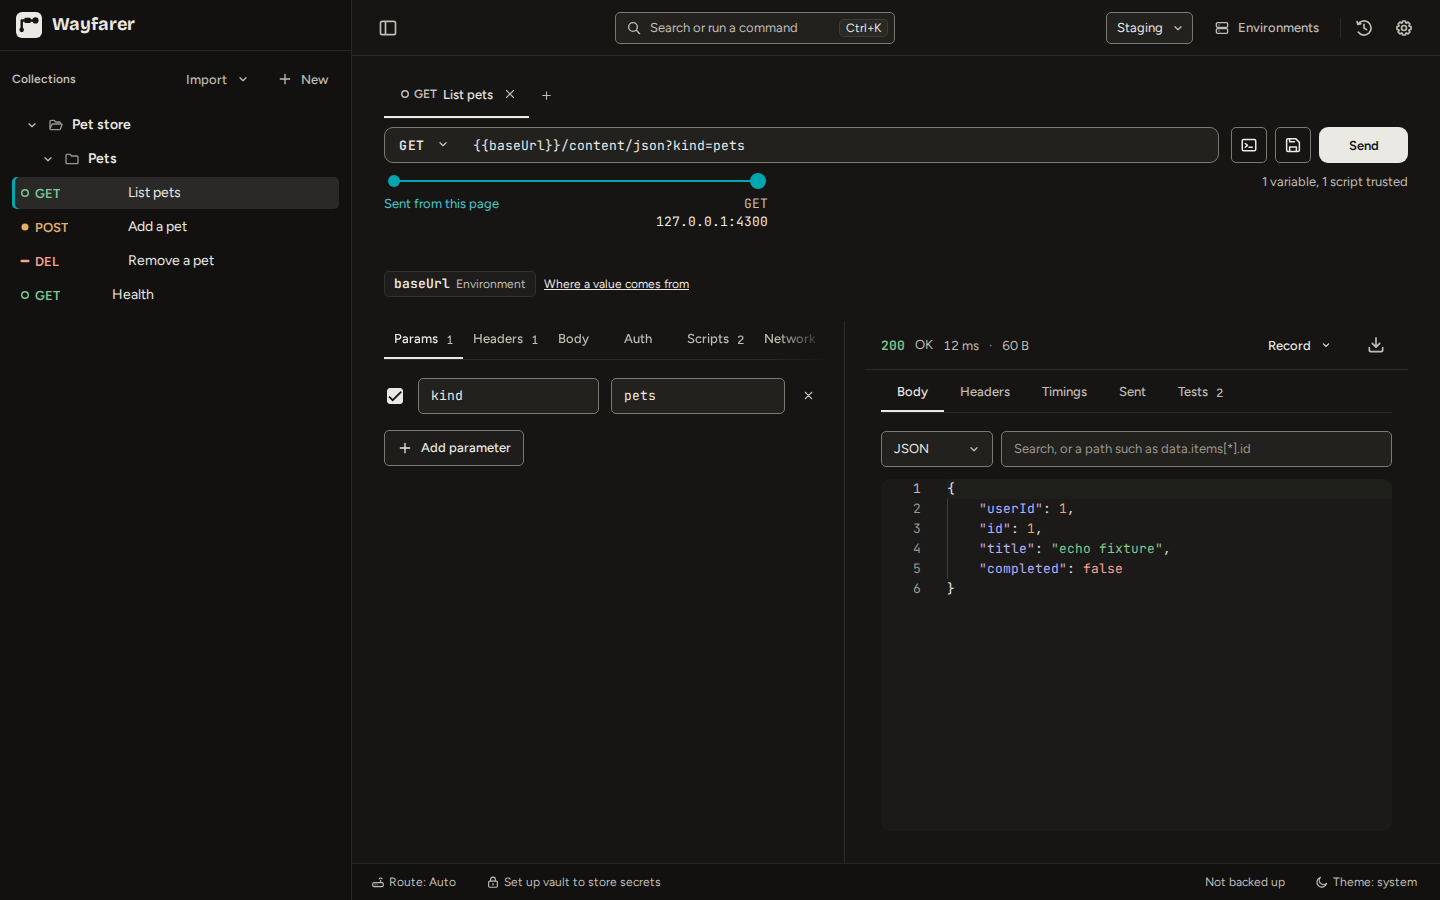 Wayfarer
Search or run a command Ctrl+K
Staging
Environments
Collections
Import
New
Pet store
Pets
GET List pets
POST Add a pet
DEL Remove a pet
GET Health
GET List pets
GET {{baseUrl}}/content/json?kind=pets
Send
Sent from this page
GET
127.0.0.1:4300
1 variable, 1 script trusted
baseUrl Environment Where a value comes from
Params 1 Headers 1 Body Auth Scripts 2 Network
kind pets
Add parameter
200 OK 12 ms · 60 B
Record
Body Headers Timings Sent Tests 2
JSON Search, or a path such as data.items[*].id
1 {
2 "userId": 1,
3 "id": 1,
4 "title": "echo fixture",
5 "completed": false
6 }
Route: Auto Set up vault to store secrets
Not backed up Theme: system